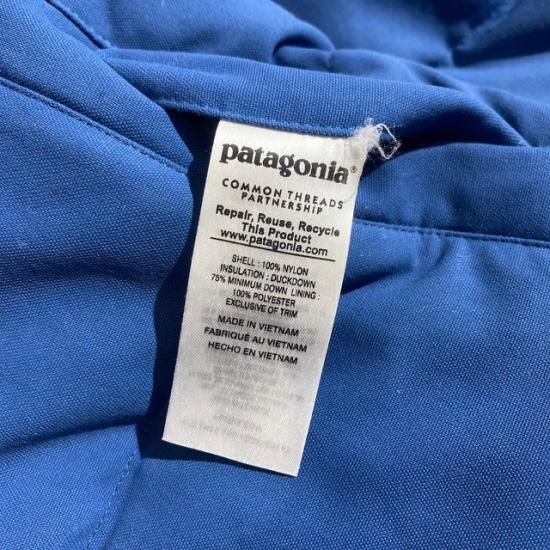 patagonia®
COMMON THREADS
PARTNERSHIP
Repair, Reuse, Recycle
This Product
www.patagonia.com
SHELL : 100% NYLON
INSULATION : DUCKDOWN
75% MINIMUM DOWN LINING :
100% POLYESTER
EXCLUSIVE OF TRIM
MADE IN VIETNAM
FABRIQUÉ AU VIETNAM
HECHO EN VIETNAM